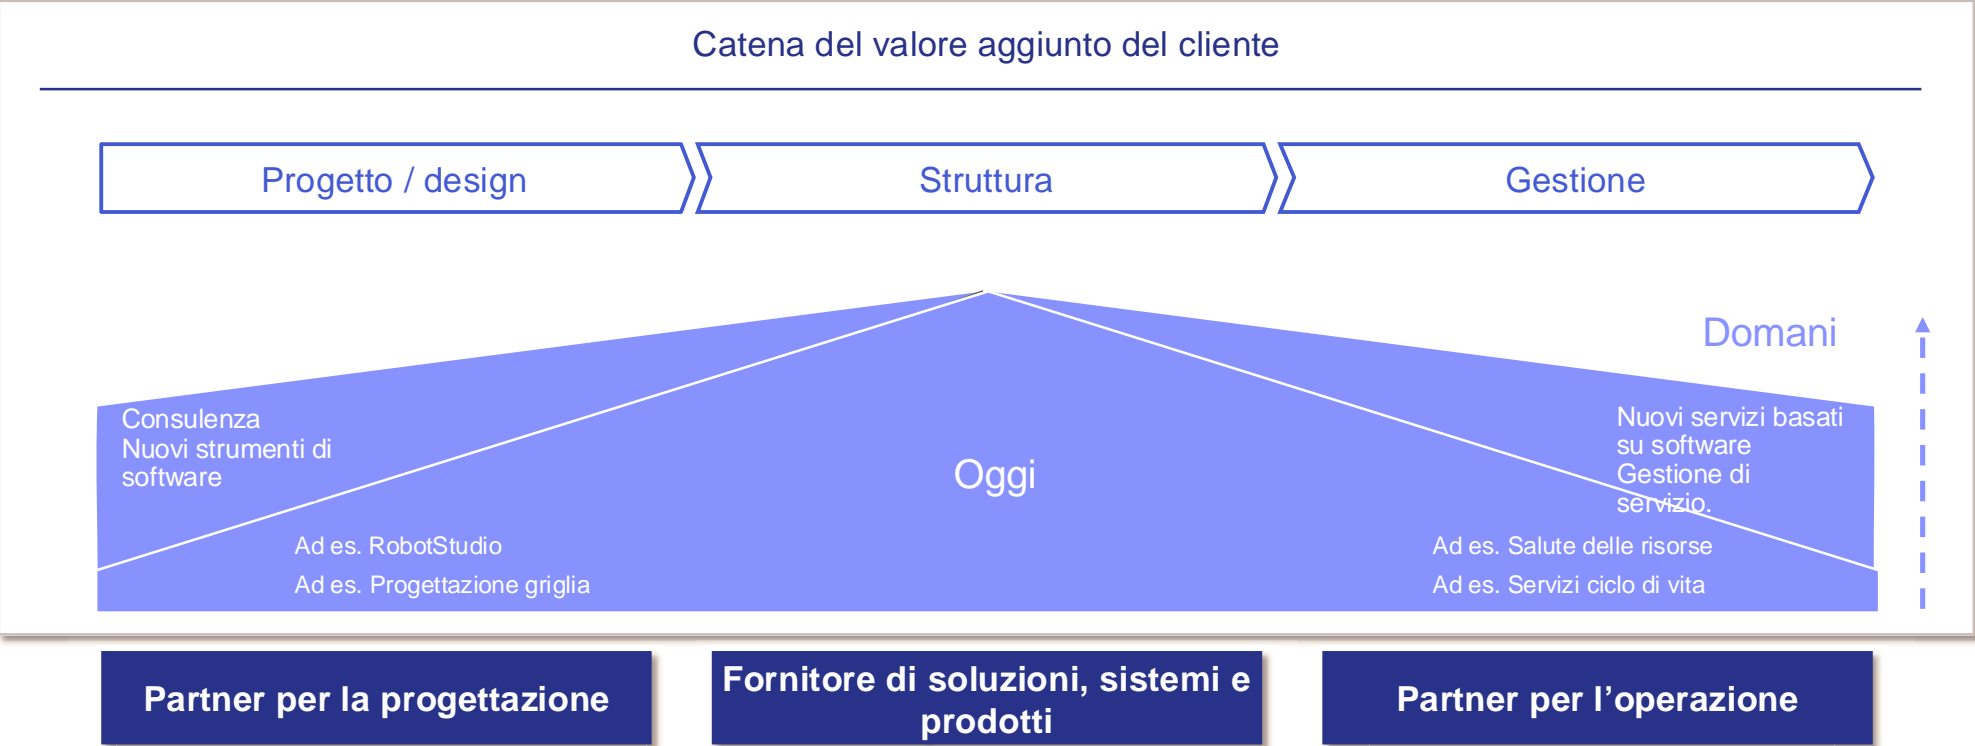 Catena del valore aggiunto del cliente
Progetto / design
Struttura
Gestione
Domani
Consulenza
Nuovi strumenti di
software
Oggi
Nuovi servizi basati
su software
Gestione di
servizio.
Ad es. RobotStudio
Ad es. Progettazione griglia
Ad es. Salute delle risorse
Ad es. Servizi ciclo di vita
Partner per la progettazione
Fornitore di soluzioni, sistemi e
prodotti
Partner per l’operazione